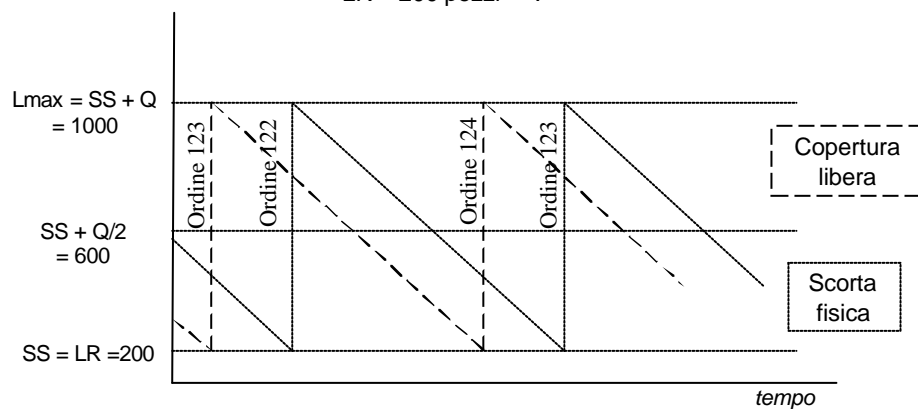 Lmax = SS + Q
= 1000
Ordine 123
Ordine 122
Ordine 124
Ordine 123
Copertura
libera
SS + Q/2
= 600
Scorta
fisica
SS = LR =200
tempo